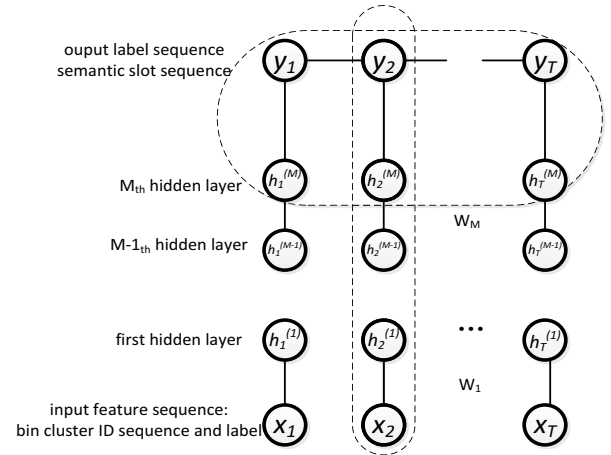 ouput label sequence
semantic slot sequence
y1 y2 yT
Mth hidden layer
h1(M) h2(M) hT(M)
WM
M-1th hidden layer
h1(M-1) h2(M-1) hT(M-1)
first hidden layer
h1(1) h2(1) ... hT(1)
W1
input feature sequence:
bin cluster ID sequence and label
x1 x2 xT